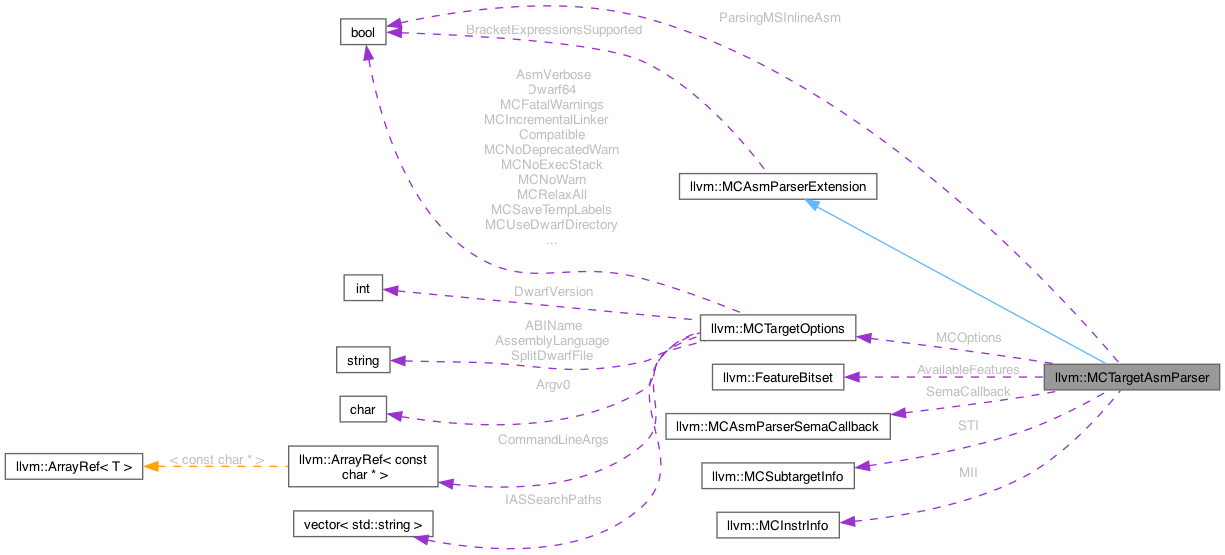 ParsingMSInlineAsm
bool
BracketExpressionsSupported
AsmVerbose
Dwarf64
MCFatalWarnings
MCIncrementalLinker
Compatible
MCNoDeprecatedWarn
MCNoExecStack
MCNoWarn
MCRelaxAll
MCSaveTempLabels
MCUseDwarfDirectory
...
llvm::MCAsmParserExtension
int
DwarfVersion
llvm::MCTargetOptions
MCOptions
ABIName
AssemblyLanguage
SplitDwarfFile
string
llvm::FeatureBitset
AvailableFeatures
llvm::MCTargetAsmParser
Argv0
SemaCallback
char
llvm::MCAsmParserSemaCallback
STI
CommandLineArgs
llvm::ArrayRef< T >
< const char * >
llvm::ArrayRef< const
char * >
llvm::MCSubtargetInfo
MII
IASSearchPaths
vector< std::string >
llvm::MCInstrInfo